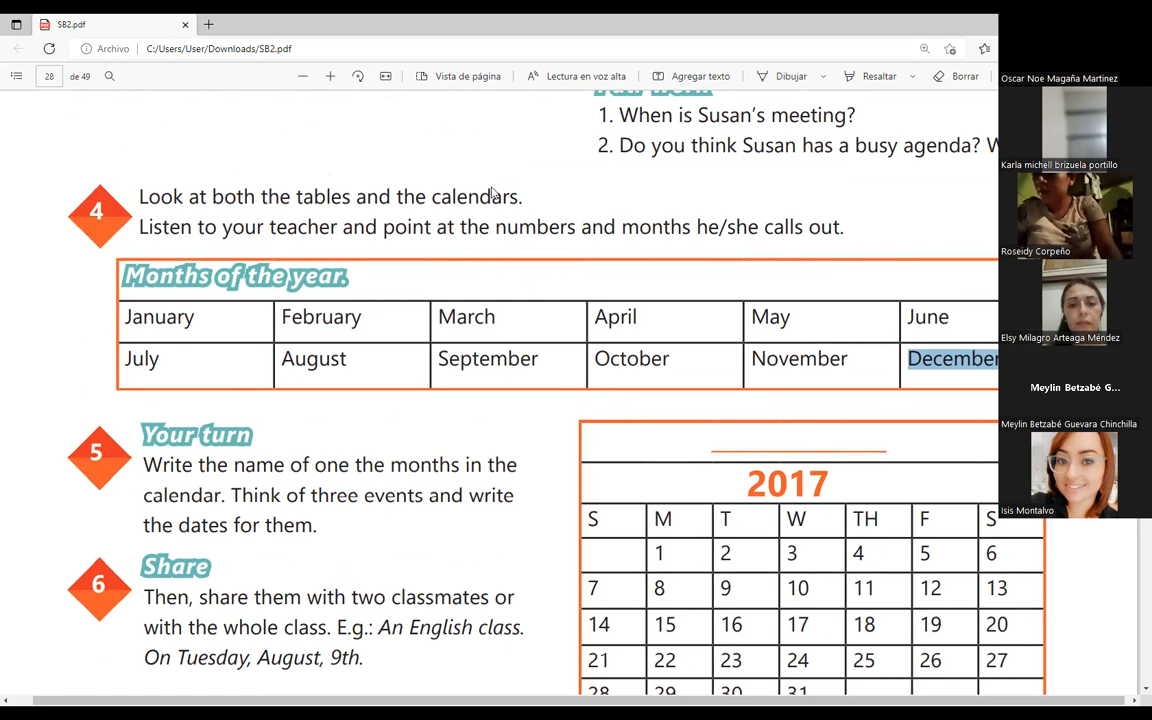 SB2.pdf
Archivo C:/Users/User/Downloads/SB2.pdf
28 de 49 Vista de página Lectura en voz alta Agregar texto Dibujar Resaltar Borrar
1. When is Susan's meeting?
2. Do you think Susan has a busy agenda? W
4 Look at both the tables and the calendars.
Listen to your teacher and point at the numbers and months he/she calls out.
Months of the year.
January February March April May June
July August September October November December
5 Your turn
Write the name of one the months in the
calendar. Think of three events and write
the dates for them.
6 Share
Then, share them with two classmates or
with the whole class. E.g.: An English class.
On Tuesday, August, 9th.
2017
S M T W TH F S
1 2 3 4 5 6
7 8 9 10 11 12 13
14 15 16 17 18 19 20
21 22 23 24 25 26 27
28 29 30 31
Oscar Noe Magaña Martinez
Karla michell brizuela portillo
Roseidy Corpeño
Elsy Milagro Arteaga Méndez
Meylin Betzabé G...
Meylin Betzabé Guevara Chinchilla
Isis Montalvo